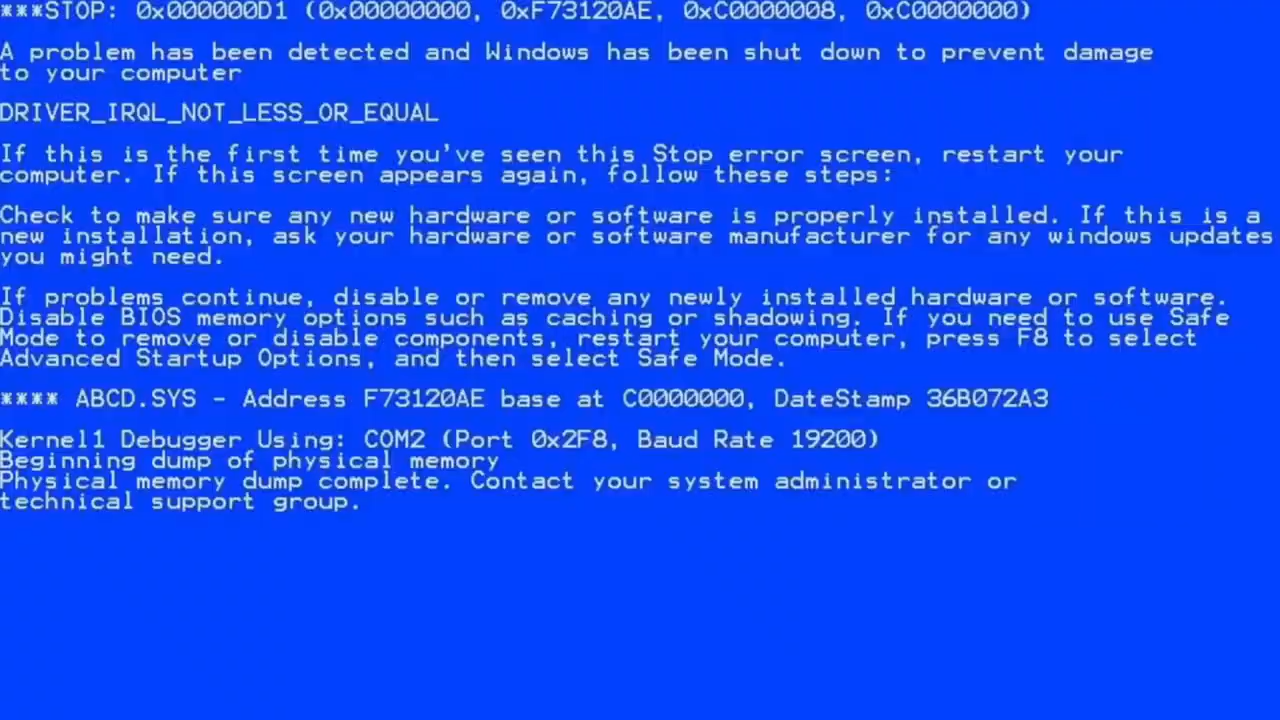 ***STOP: 0x000000D1 (0x00000000, 0xF73120AE, 0xC0000008, 0xC0000000)
A problem has been detected and Windows has been shut down to prevent damage
to your computer
DRIVER_IRQL_NOT_LESS_OR_EQUAL
If this is the first time you've seen this Stop error screen, restart your
computer. If this screen appears again, follow these steps:
Check to make sure any new hardware or software is properly installed. If this is a
new installation, ask your hardware or software manufacturer for any windows updates
you might need.
If problems continue, disable or remove any newly installed hardware or software.
Disable BIOS memory options such as caching or shadowing. If you need to use Safe
Mode to remove or disable components, restart your computer, press F8 to select
Advanced Startup Options, and then select Safe Mode.
**** ABCD.SYS - Address F73120AE base at C0000000, DateStamp 36B072A3
Kernel1 Debugger Using: COM2 (Port 0x2F8, Baud Rate 19200)
Beginning dump of physical memory
Physical memory dump complete. Contact your system administrator or
technical support group.